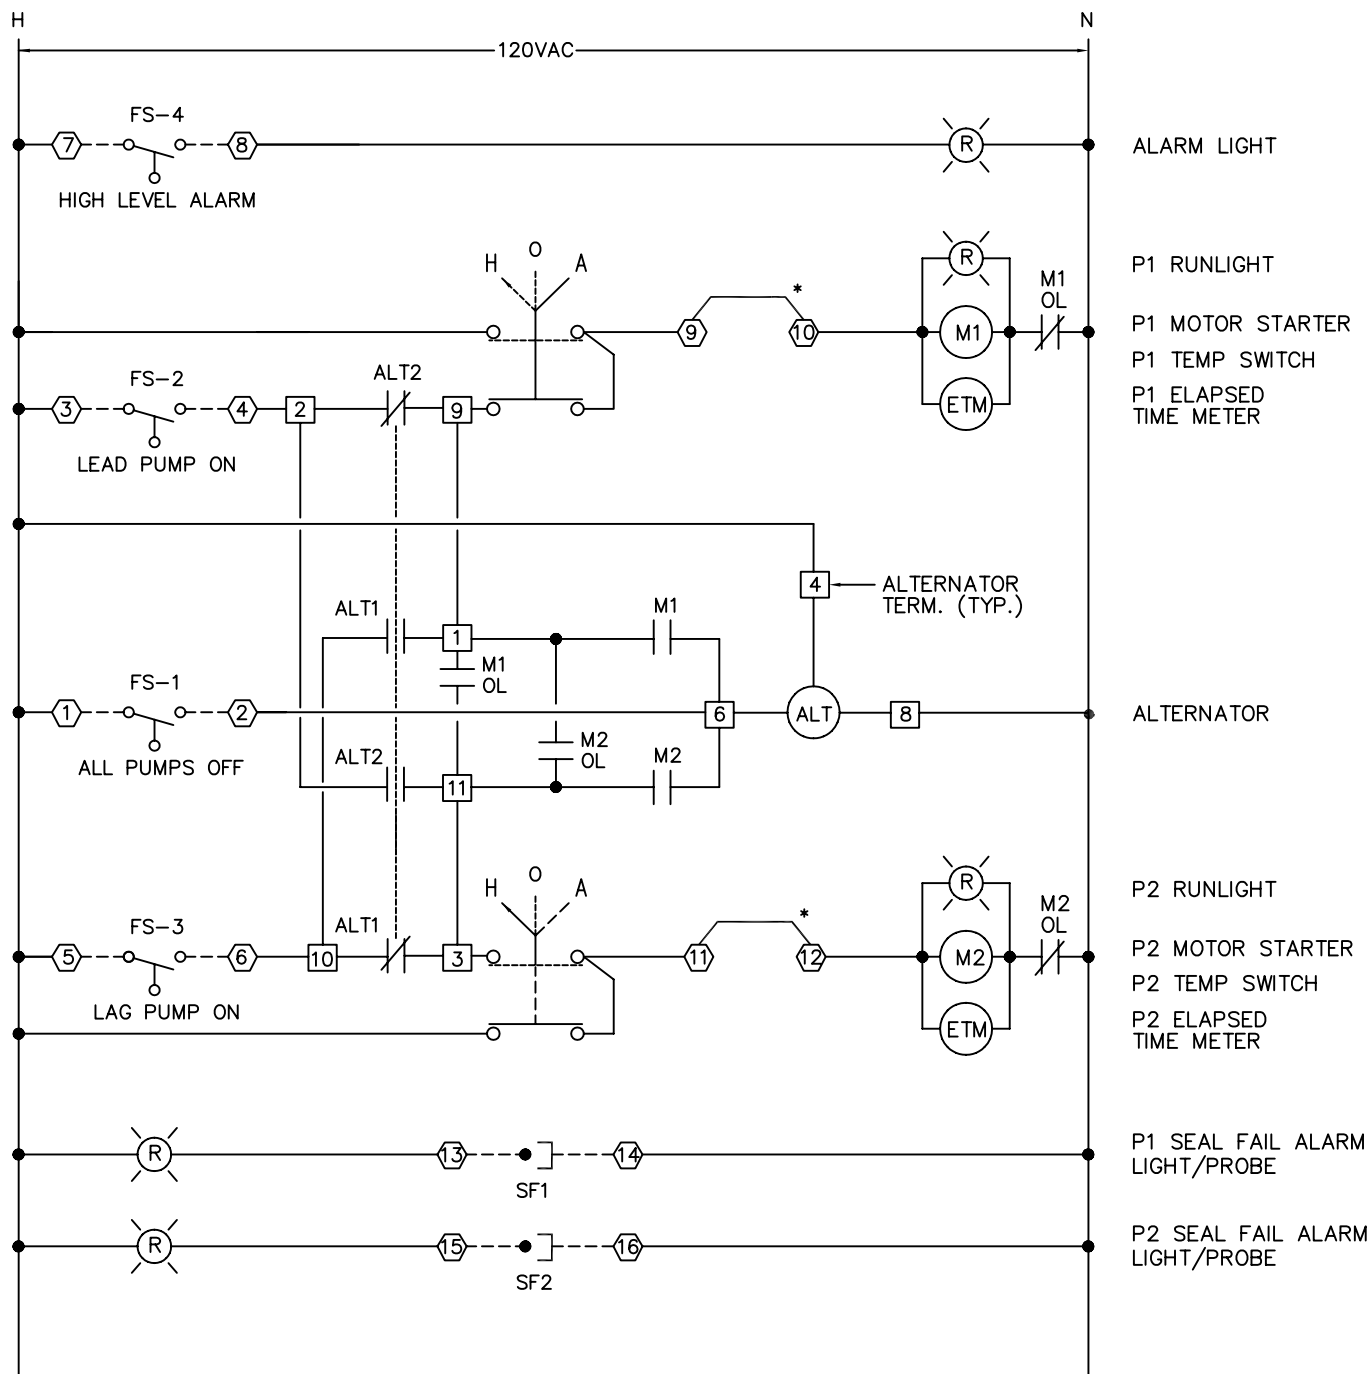 H
N
120VAC
FS-4
7
8
R
ALARM LIGHT
HIGH LEVEL ALARM
H
O
A
R
P1 RUNLIGHT
*
M1
OL
9
10
M1
P1 MOTOR STARTER
P1 TEMP SWITCH
FS-2
ALT2
3
4
2
9
ETM
P1 ELAPSED
TIME METER
LEAD PUMP ON
4
ALTERNATOR
TERM. (TYP.)
ALT1
M1
1
M1
OL
FS-1
1
2
6
ALT
8
ALTERNATOR
M2
OL
ALL PUMPS OFF
ALT2
M2
11
H
O
A
R
P2 RUNLIGHT
*
M2
OL
FS-3
ALT1
5
6
10
3
11
12
M2
P2 MOTOR STARTER
P2 TEMP SWITCH
LAG PUMP ON
ETM
P2 ELAPSED
TIME METER
R
13
14
P1 SEAL FAIL ALARM
LIGHT/PROBE
SF1
R
15
16
P2 SEAL FAIL ALARM
LIGHT/PROBE
SF2